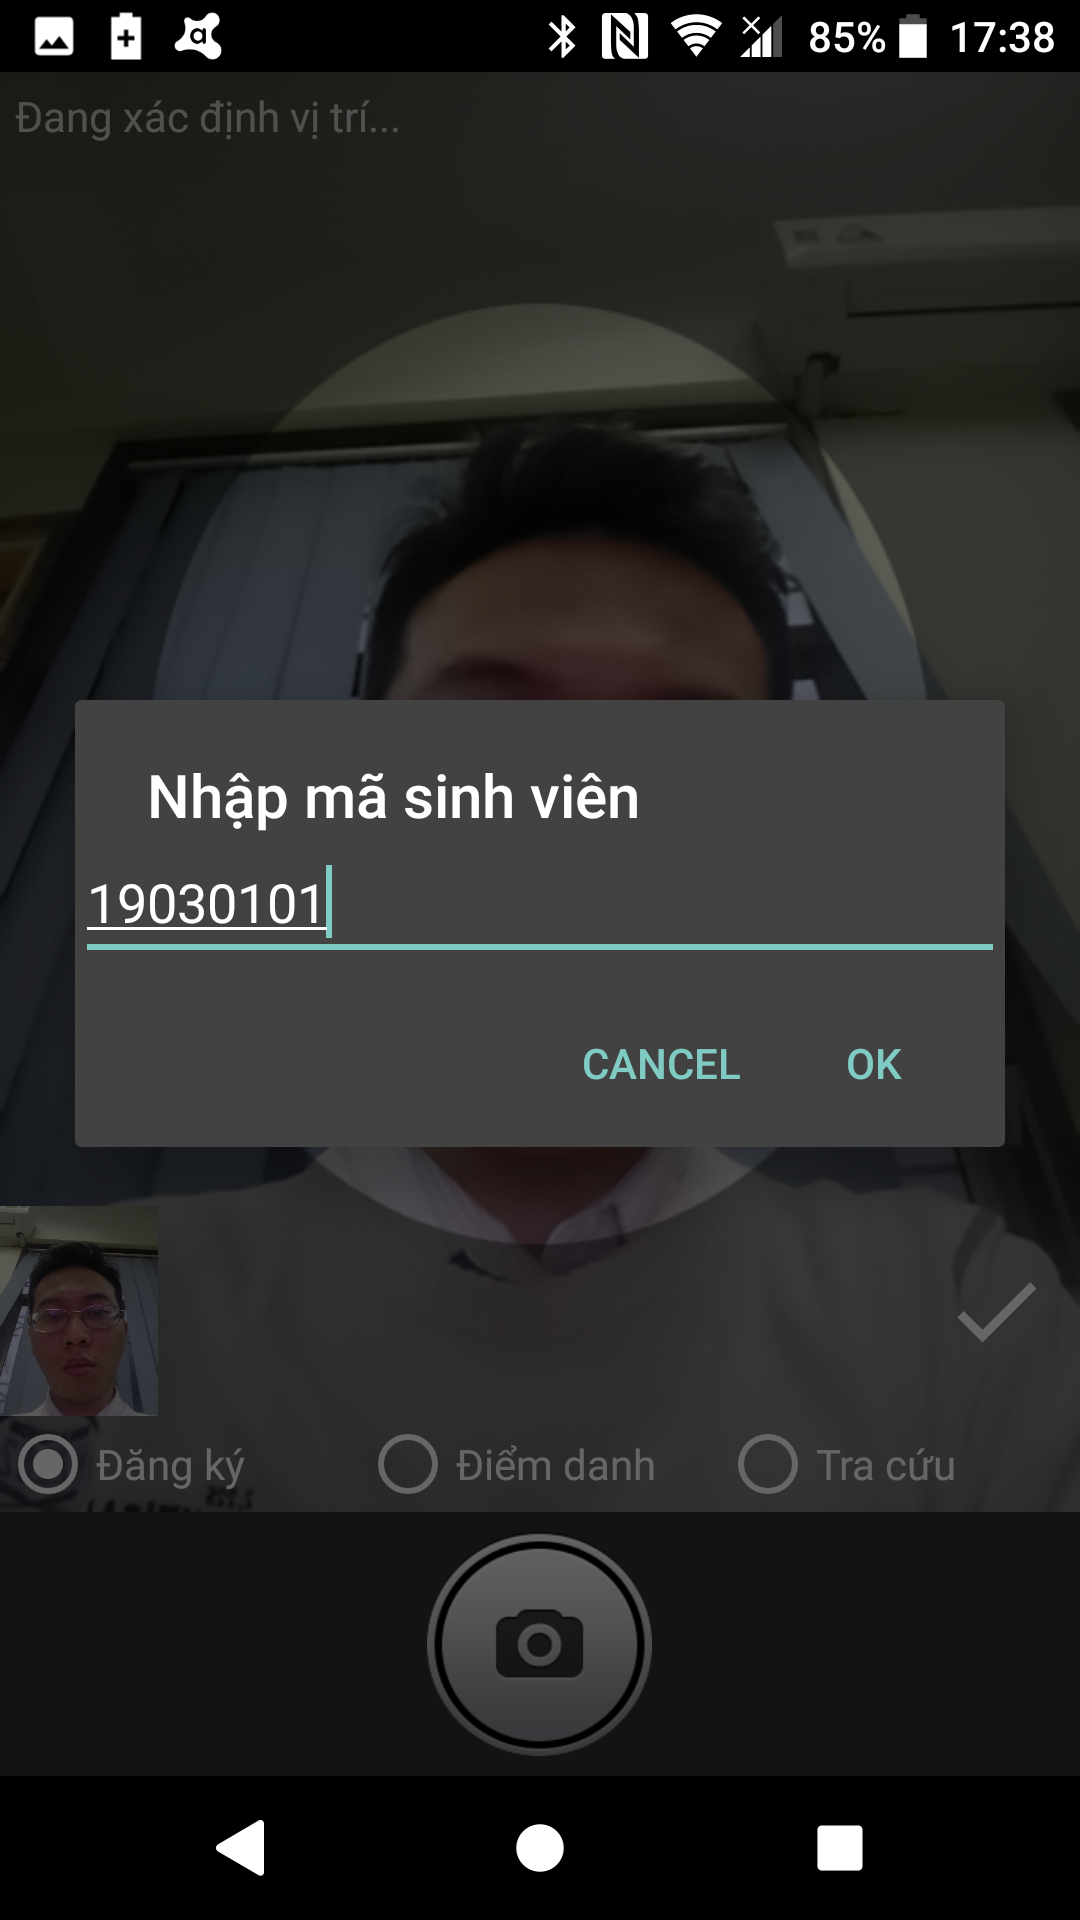 85% 17:38
Đang xác định vị trí...
Nhập mã sinh viên
19030101
CANCEL OK
Đăng ký Điểm danh Tra cứu